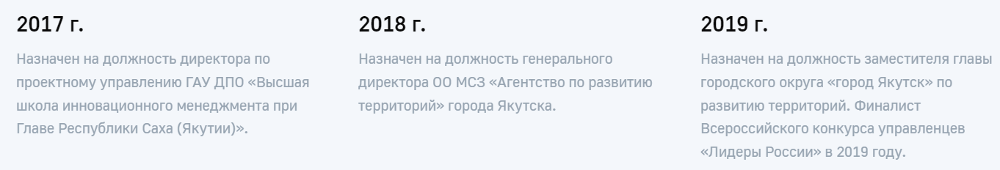 2017 г.
Назначен на должность директора по
проектному управлению ГАУ ДПО «Высшая
школа инновационного менеджмента при
Главе Республики Саха (Якутии)».
2018 г.
Назначен на должность генерального
директора ОО МСЗ «Агентство по развитию
территорий» города Якутска.
2019 г.
Назначен на должность заместителя главы
городского округа «город Якутск» по
развитию территорий. Финалист
Всероссийского конкурса управленцев
«Лидеры России» в 2019 году.